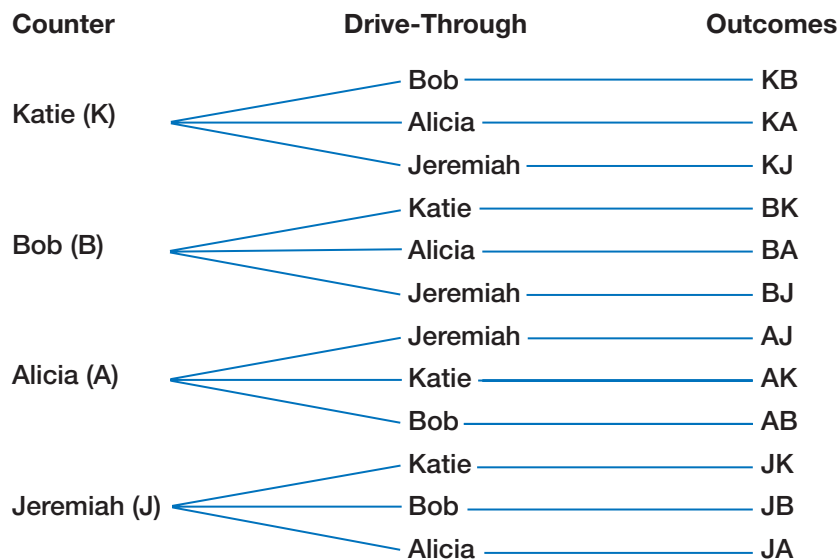 Counter Drive-Through Outcomes
Bob KB
Katie (K)
Alicia KA
Jeremiah KJ
Katie BK
Bob (B)
Alicia BA
Jeremiah BJ
Jeremiah AJ
Alicia (A)
Katie AK
Bob AB
Katie JK
Jeremiah (J)
Bob JB
Alicia JA